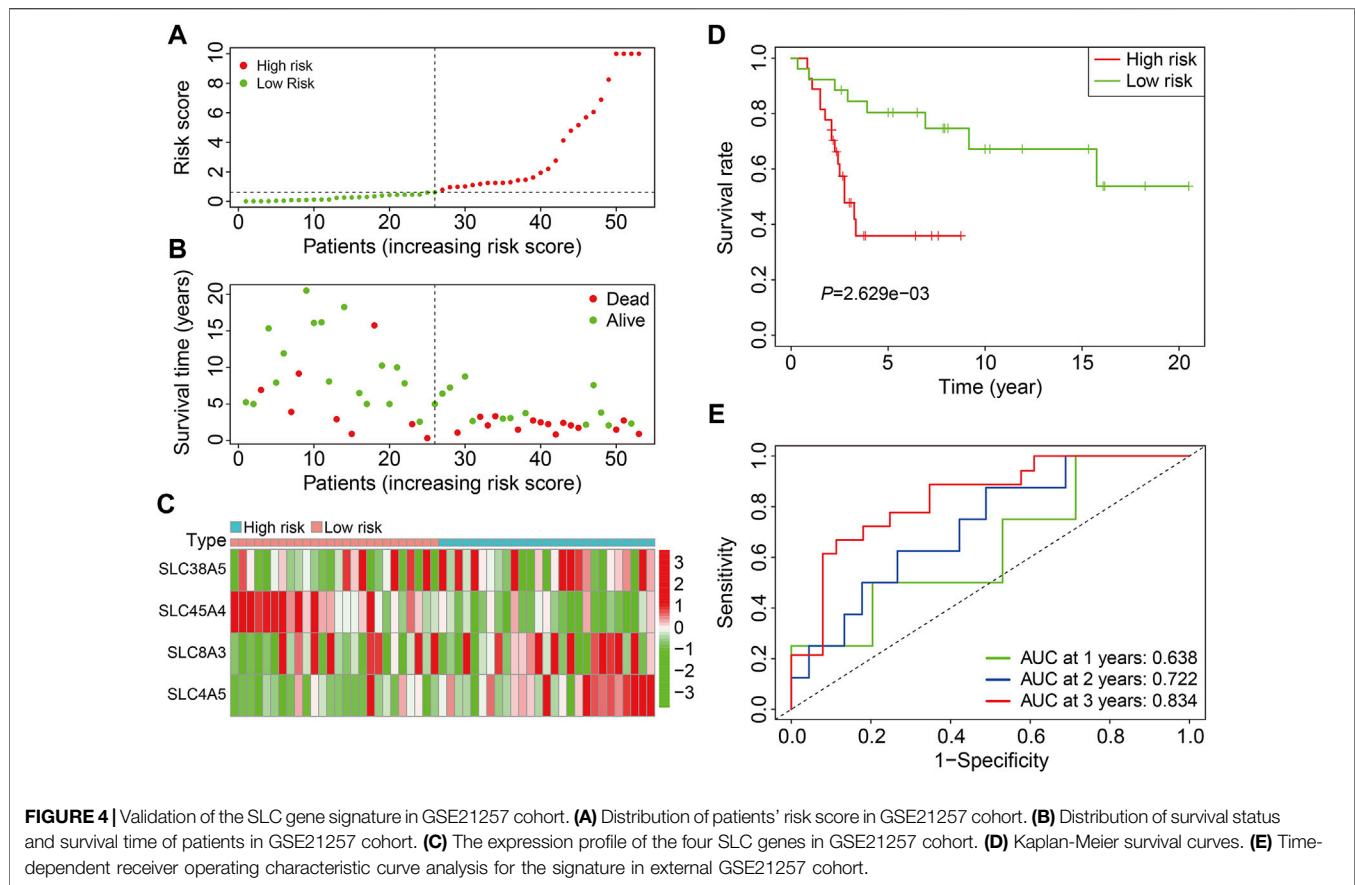 A
High risk
Low Risk
Risk score
0 2 4 6 8 10
0 10 20 30 40 50
Patients (increasing risk score)
B
Dead
Alive
Survival time (years)
0 5 10 15 20
0 10 20 30 40 50
Patients (increasing risk score)
C
High risk Low risk
Type
SLC38A5
SLC45A4
SLC8A3
SLC4A5
3
2
1
0
−1
−2
−3
D
High risk
Low risk
Survival rate
0.0 0.2 0.4 0.6 0.8 1.0
P=2.629e−03
0 5 10 15 20
Time (year)
E
Sensitivity
0.0 0.2 0.4 0.6 0.8 1.0
AUC at 1 years: 0.638
AUC at 2 years: 0.722
AUC at 3 years: 0.834
0.0 0.2 0.4 0.6 0.8 1.0
1−Specificity
FIGURE 4 | Validation of the SLC gene signature in GSE21257 cohort. (A) Distribution of patients' risk score in GSE21257 cohort. (B) Distribution of survival status
and survival time of patients in GSE21257 cohort. (C) The expression profile of the four SLC genes in GSE21257 cohort. (D) Kaplan-Meier survival curves. (E) Time-
dependent receiver operating characteristic curve analysis for the signature in external GSE21257 cohort.